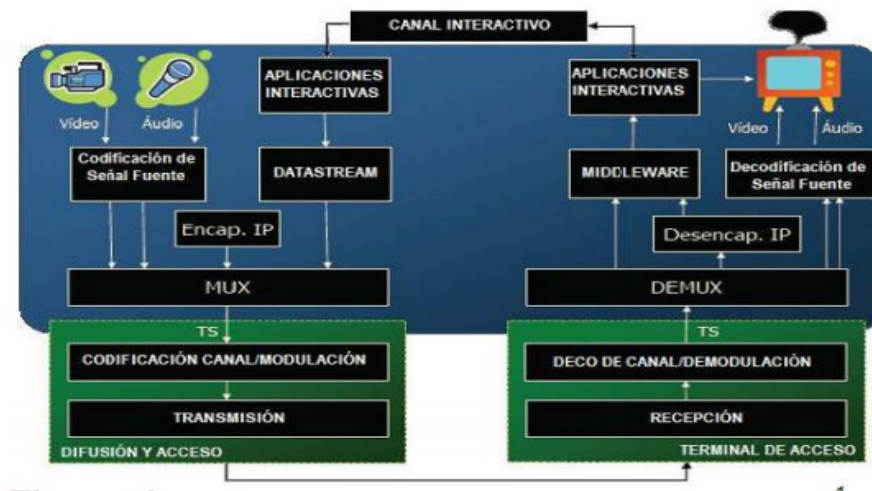 CANAL INTERACTIVO
Vídeo
Áudio
APLICACIONES
INTERACTIVAS
Codificación de
Señal Fuente
DATASTREAM
Encap. IP
MUX
TS
CODIFICACIÓN CANAL/MODULACIÓN
TRANSMISIÓN
DIFUSIÓN Y ACCESO
APLICACIONES
INTERACTIVAS
Vídeo
Áudio
MIDDLEWARE
Decodificación de
Señal Fuente
Desencap. IP
DEMUX
TS
DECO DE CANAL/DEMODULACIÓN
RECEPCIÓN
TERMINAL DE ACCESO